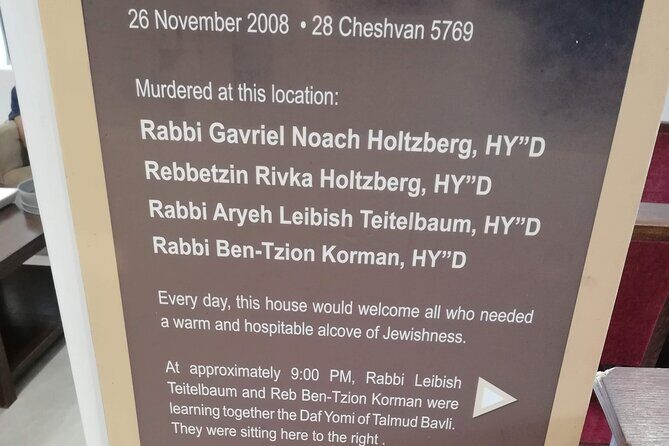 26 November 2008 • 28 Cheshvan 5769
Murdered at this location:
Rabbi Gavriel Noach Holtzberg, HY”D
Rebbetzin Rivka Holtzberg, HY”D
Rabbi Aryeh Leibish Teitelbaum, HY”D
Rabbi Ben-Tzion Korman, HY”D
Every day, this house would welcome all who needed
a warm and hospitable alcove of Jewishness.
At approximately 9:00 PM, Rabbi Leibish
Teitelbaum and Reb Ben-Tzion Korman were
learning together the Daf Yomi of Talmud Bavli.
They were sitting here to the right .